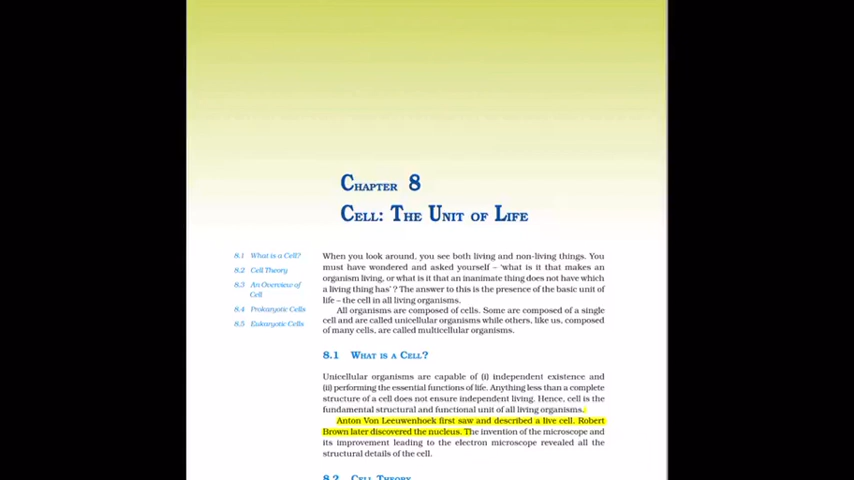 Chapter 8
Cell: The Unit of Life
8.1 What is a Cell?
8.2 Cell Theory
8.3 An Overview of
Cell
8.4 Prokaryotic Cells
8.5 Eukaryotic Cells
When you look around, you see both living and non-living things. You
must have wondered and asked yourself – 'what is it that makes an
organism living, or what is it that an inanimate thing does not have which
a living thing has' ? The answer to this is the presence of the basic unit of
life – the cell in all living organisms.
All organisms are composed of cells. Some are composed of a single
cell and are called unicellular organisms while others, like us, composed
of many cells, are called multicellular organisms.
8.1 What is a Cell?
Unicellular organisms are capable of (i) independent existence and
(ii) performing the essential functions of life. Anything less than a complete
structure of a cell does not ensure independent living. Hence, cell is the
fundamental structural and functional unit of all living organisms.
Anton Von Leeuwenhoek first saw and described a live cell. Robert
Brown later discovered the nucleus. The invention of the microscope and
its improvement leading to the electron microscope revealed all the
structural details of the cell.
8.2 Cell Theory